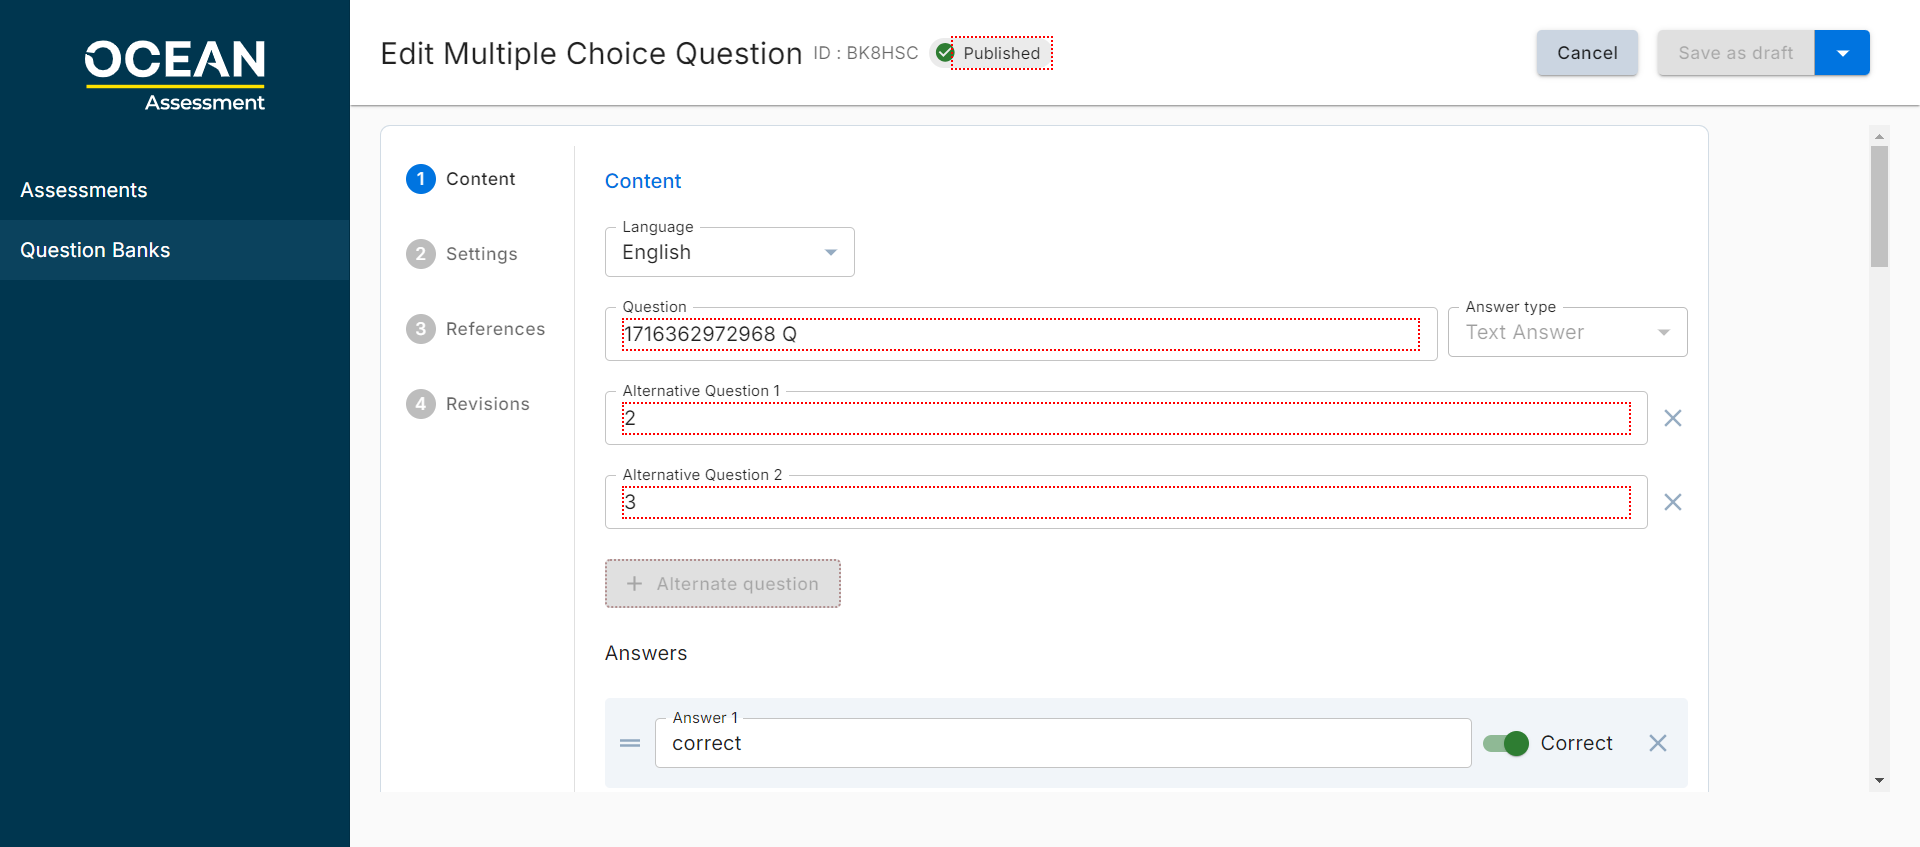 OCEAN
Assessment
Assessments
Question Banks
Edit Multiple Choice Question ID : BK8HSC Published
Cancel
Save as draft
1 Content
2 Settings
3 References
4 Revisions
Content
Language
English
Question
1716362972968 Q
Answer type
Text Answer
Alternative Question 1
2
Alternative Question 2
3
+ Alternate question
Answers
Answer 1
correct
Correct